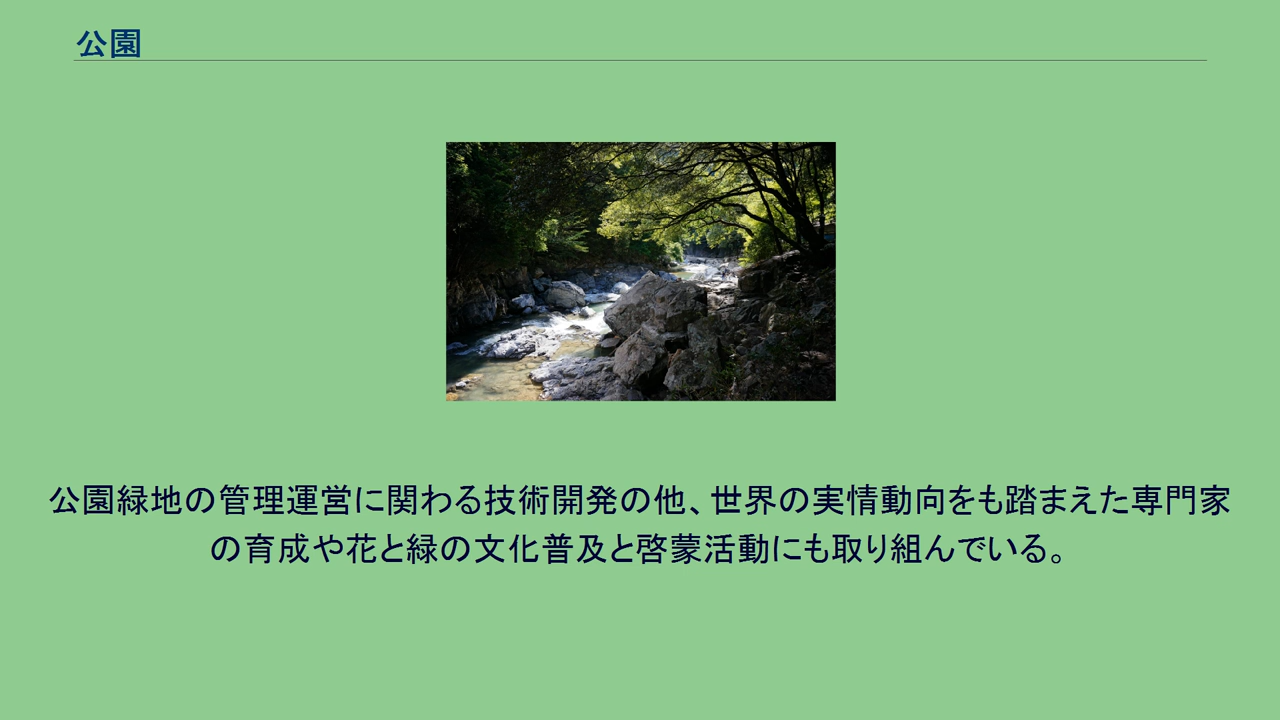 公園
公園緑地の管理運営に関わる技術開発の他、世界の実情動向をも踏まえた専門家
の育成や花と緑の文化普及と啓蒙活動にも取り組んでいる。